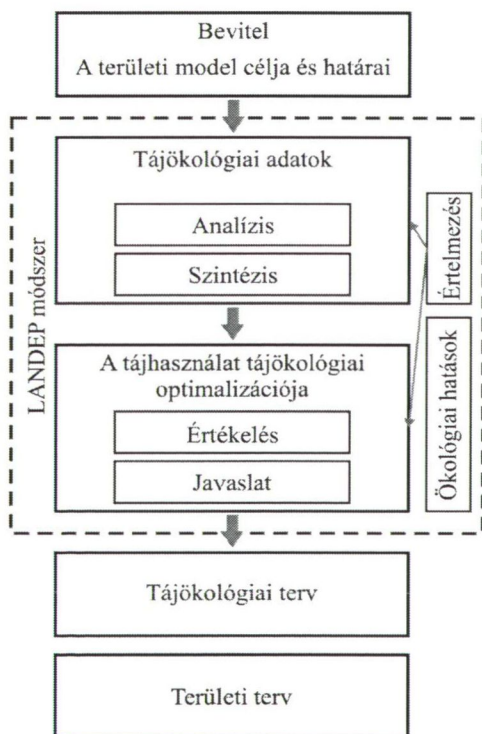 Bevitel
A területi model célja és határai
LANDEP módszer
Tájökológiai adatok
Analízis
Szintézis
Értelmezés
A tájhasználat tájökológiai
optimalizációja
Értékelés
Javaslat
Ökológiai hatások
Tájökológiai terv
Területi terv